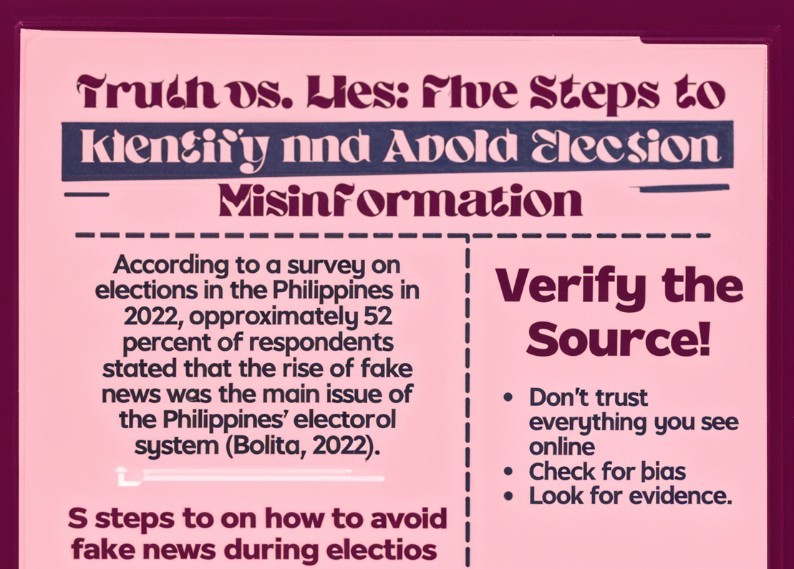 Truth vs. Lies: Five Steps to
Identify nnd Avoid Election
Misinformation
According to a survey on
elections in the Philippines in
2022, opproximately 52
percent of respondents
stated that the rise of fake
news was the main issue of
the Philippines' electorol
system (Bolita, 2022).
S steps to on how to avoid
fake news during electios
Verify the
Source!
• Don't trust
everything you see
online
• Check for bias
• Look for evidence.